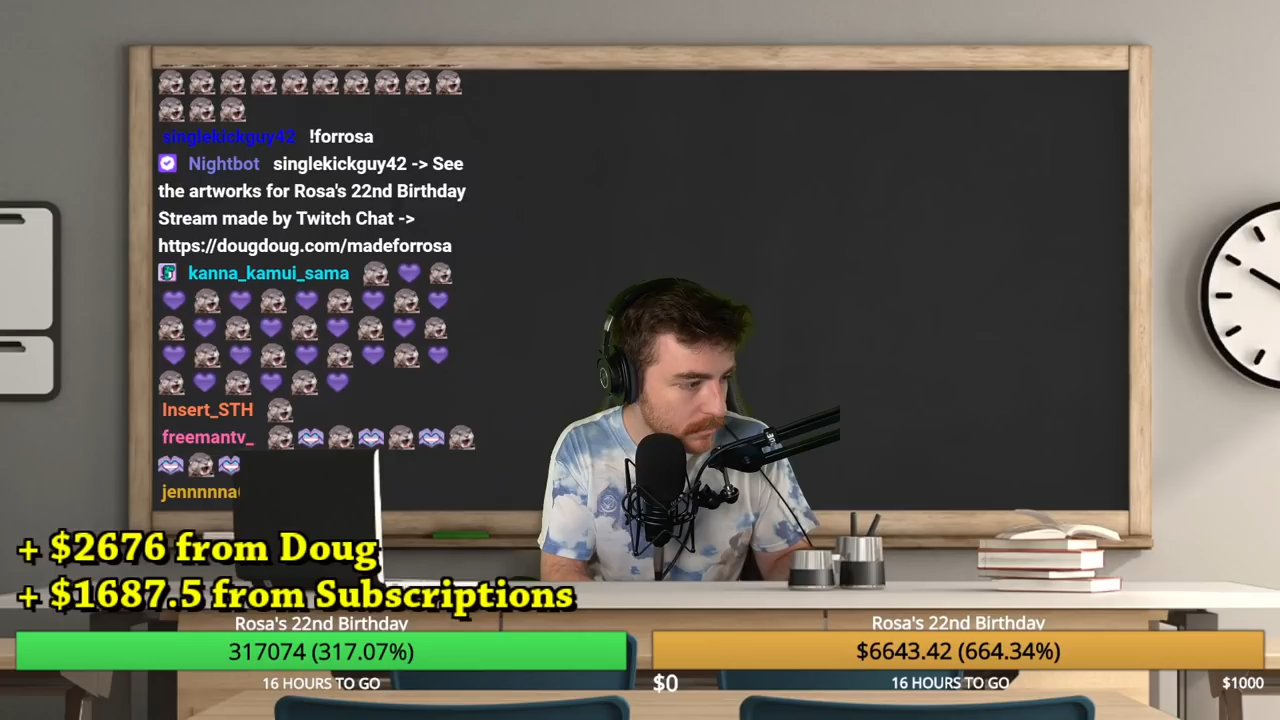 singlekickguy42 !forrosa
Nightbot singlekickguy42 -> See
the artworks for Rosa's 22nd Birthday
Stream made by Twitch Chat ->
https://dougdoug.com/madeforrosa
kanna_kamui_sama
Insert_STH
freemantv_
+ $2676 from Doug
+ $1687.5 from Subscriptions
Rosa's 22nd Birthday
317074 (317.07%)
16 HOURS TO GO
Rosa's 22nd Birthday
$6643.42 (664.34%)
$0
16 HOURS TO GO
$1000